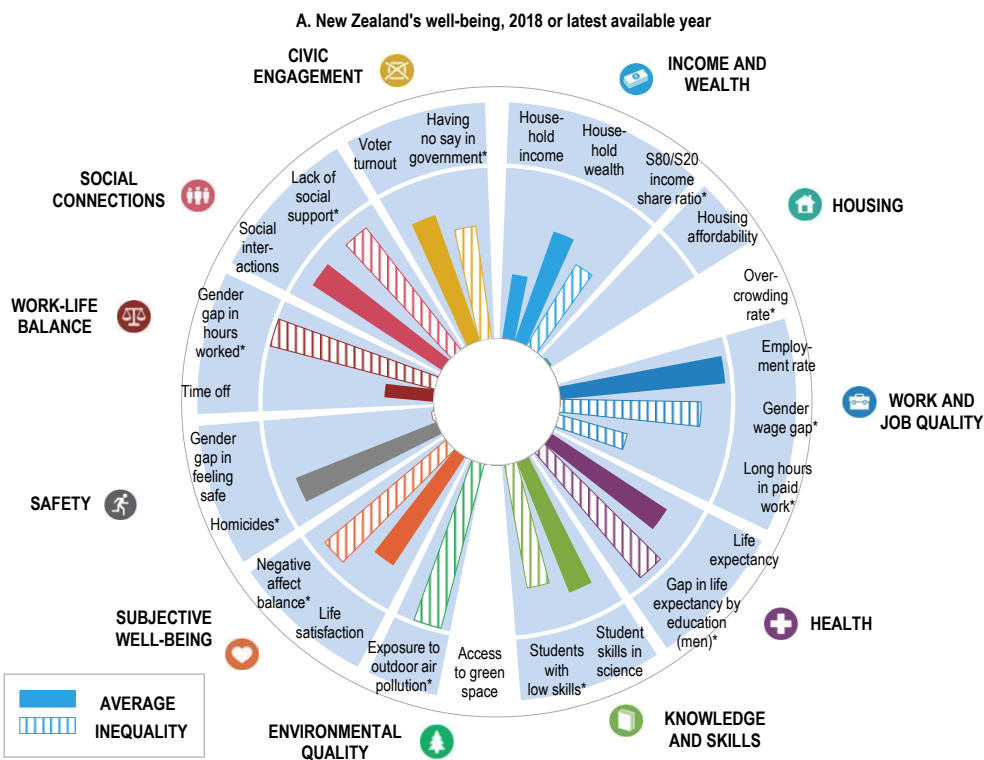 A. New Zealand's well-being, 2018 or latest available year
CIVIC
ENGAGEMENT
INCOME AND
WEALTH
SOCIAL
CONNECTIONS
HOUSING
WORK-LIFE
BALANCE
WORK AND
JOB QUALITY
SAFETY
HEALTH
SUBJECTIVE
WELL-BEING
ENVIRONMENTAL
QUALITY
KNOWLEDGE
AND SKILLS
Voter
turnout
Having
no say in
government*
House-
hold
income
House-
hold
wealth
S80/S20
income
share ratio*
Housing
affordability
Over-
crowding
rate*
Employ-
ment rate
Gender
wage gap*
Long hours
in paid
work*
Life
expectancy
Gap in life
expectancy by
education
(men)*
Student
skills in
science
Students
with
low skills*
Access
to green
space
Exposure to
outdoor air
pollution*
Life
satisfaction
Negative
affect
balance*
Homicides*
Gender
gap in
feeling
safe
Time off
Gender
gap in
hours
worked*
Social
inter-
actions
Lack of
social
support*
AVERAGE
INEQUALITY